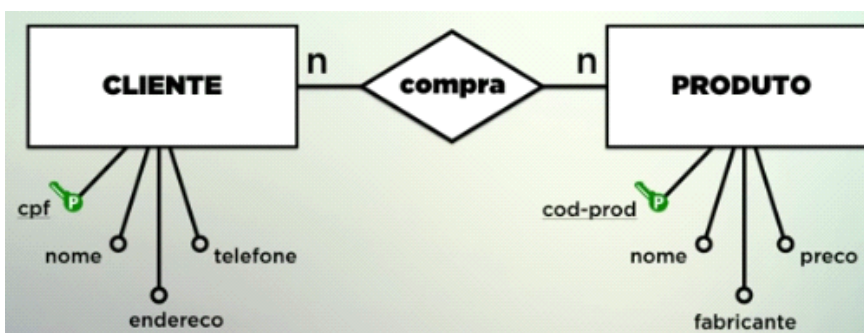 CLIENTE
n
compra
n
PRODUTO
cpf
P
nome
endereco
telefone
cod-prod
P
nome
fabricante
preco